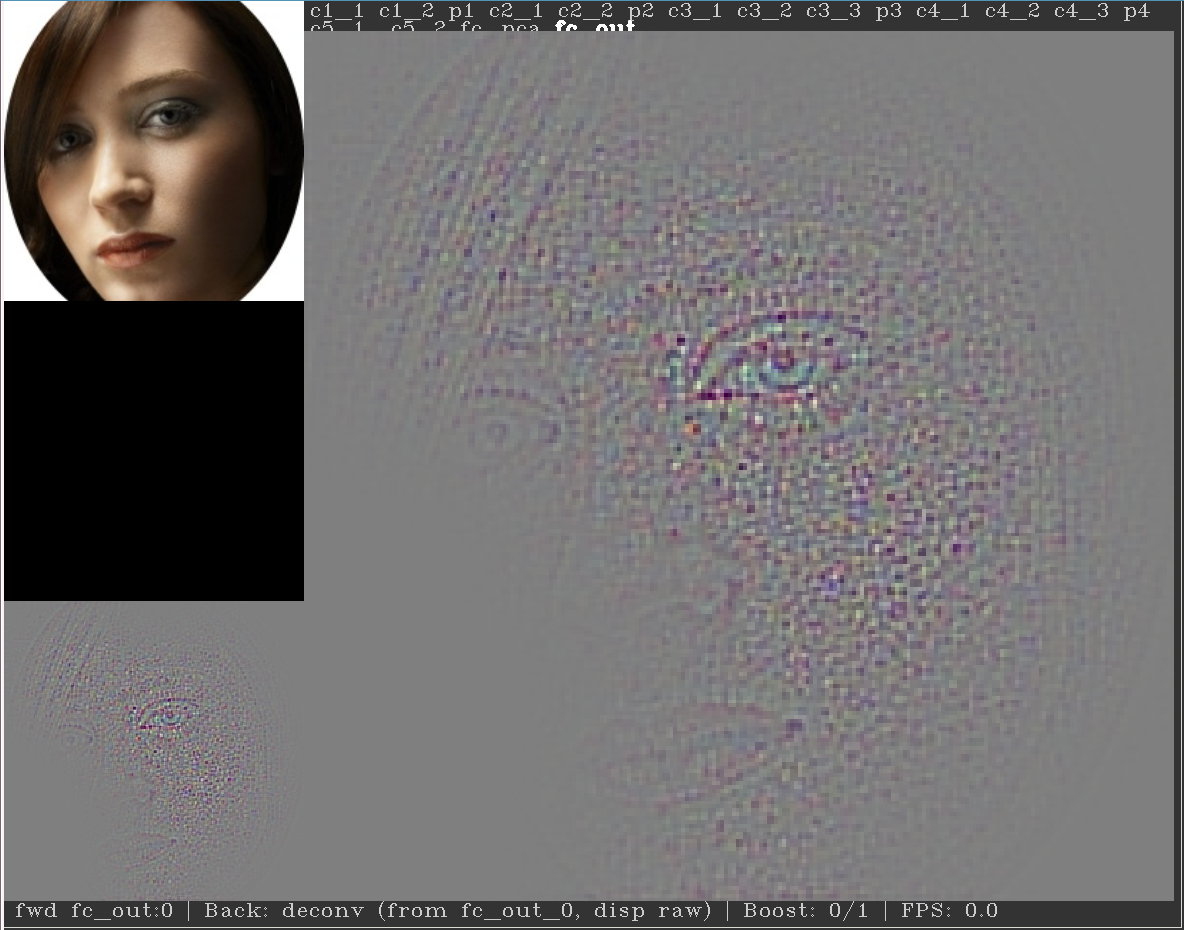 c1_1 c1_2 p1 c2_1 c2_2 p2 c3_1 c3_2 c3_3 p3 c4_1 c4_2 c4_3 p4
c5_1 c5_2 fc_pca fc_out
fwd fc_out:0 | Back: deconv (from fc_out_0, disp raw) | Boost: 0/1 | FPS: 0.0